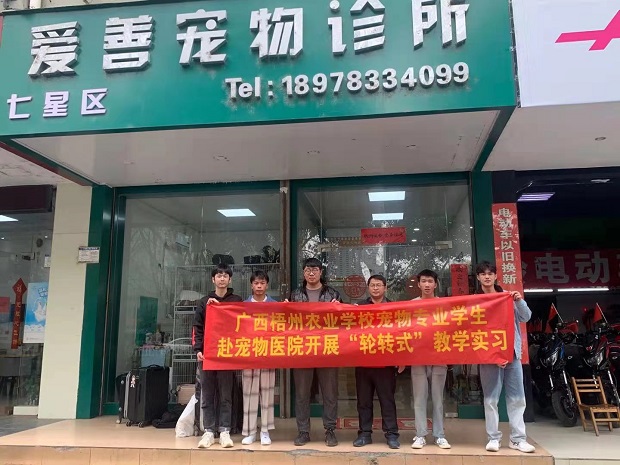 爱善宠物诊所
七星区
Tel:18978334099
电动车以旧换新
电动
广西梧州农业学校宠物专业学生
赴宠物医院开展“轮转式”教学实习